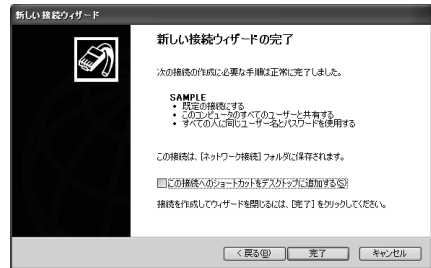 新しい接続ウィザード
新しい接続ウィザードの完了
次の接続の作成に必要な手順は正常に完了しました。
SAMPLE
• 既定の接続にする
• このコンピュータのすべてのユーザーと共有する
• すべての人に同じユーザー名とパスワードを使用する
この接続は、[ネットワーク接続] フォルダに保存されます。
この接続へのショートカットをデスクトップに追加する(S)
接続を作成してウィザードを閉じるには、[完了] をクリックしてください。
< 戻る(B) 完了 キャンセル